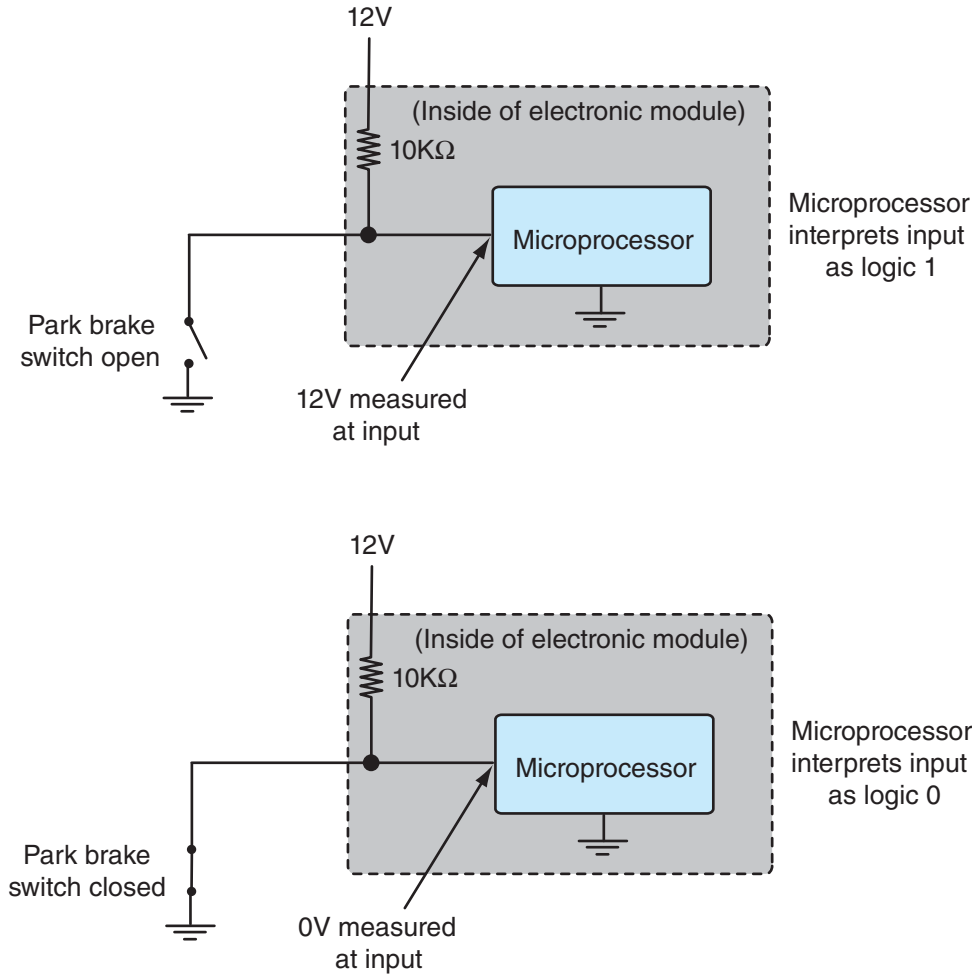 12V
(Inside of electronic module)
10KΩ
Microprocessor
Microprocessor
interprets input
as logic 1
Park brake
switch open
12V measured
at input
12V
(Inside of electronic module)
10KΩ
Microprocessor
Microprocessor
interprets input
as logic 0
Park brake
switch closed
0V measured
at input